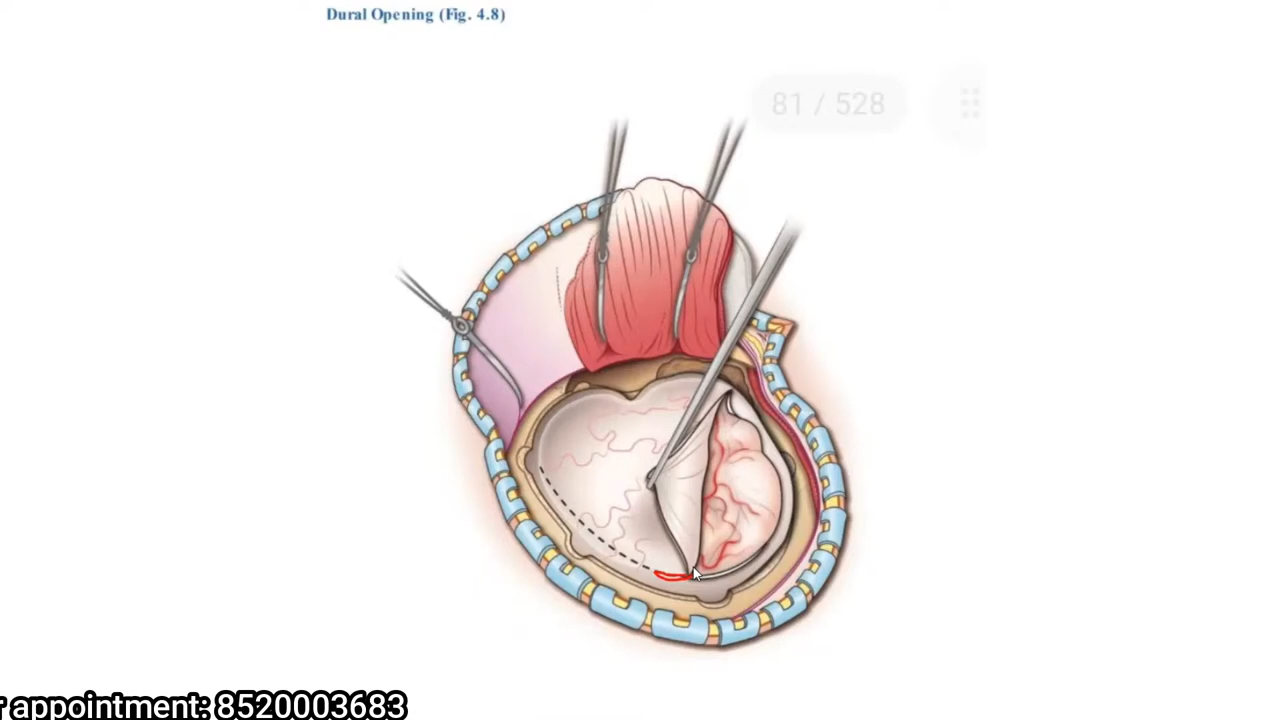 Dural Opening (Fig. 4.8)
81 / 528
appointment: 8520003683